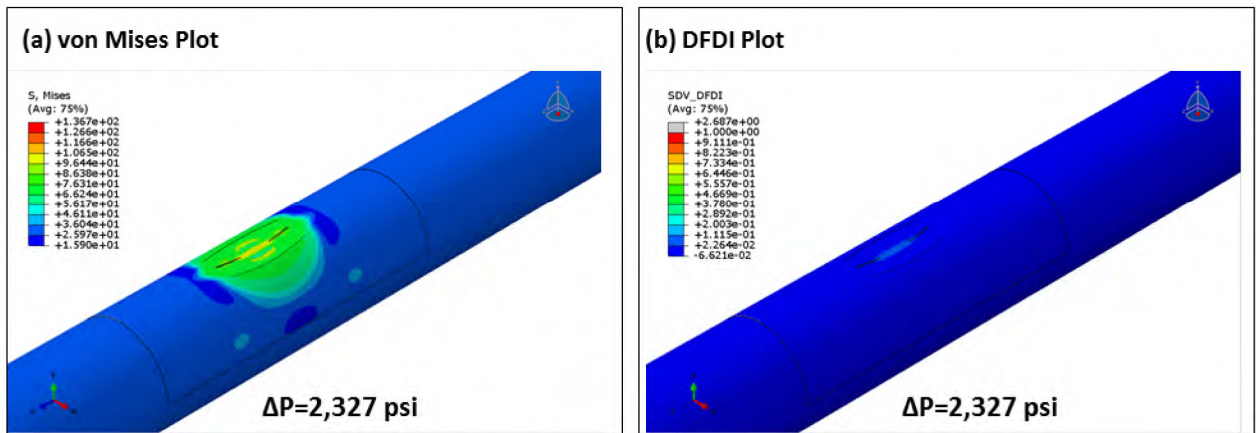 (a) von Mises Plot
S, Mises
(Avg: 75%)
+1.367e+02
+1.266e+02
+1.166e+02
+1.065e+02
+9.644e+01
+8.638e+01
+7.631e+01
+6.624e+01
+5.617e+01
+4.611e+01
+3.604e+01
+2.597e+01
+1.590e+01
ΔP=2,327 psi
(b) DFDI Plot
SDV_DFDI
(Avg: 75%)
+2.687e+00
+1.000e+00
+9.111e-01
+8.223e-01
+7.334e-01
+6.446e-01
+5.557e-01
+4.669e-01
+3.780e-01
+2.892e-01
+2.003e-01
+1.115e-01
+2.264e-02
-6.621e-02
ΔP=2,327 psi